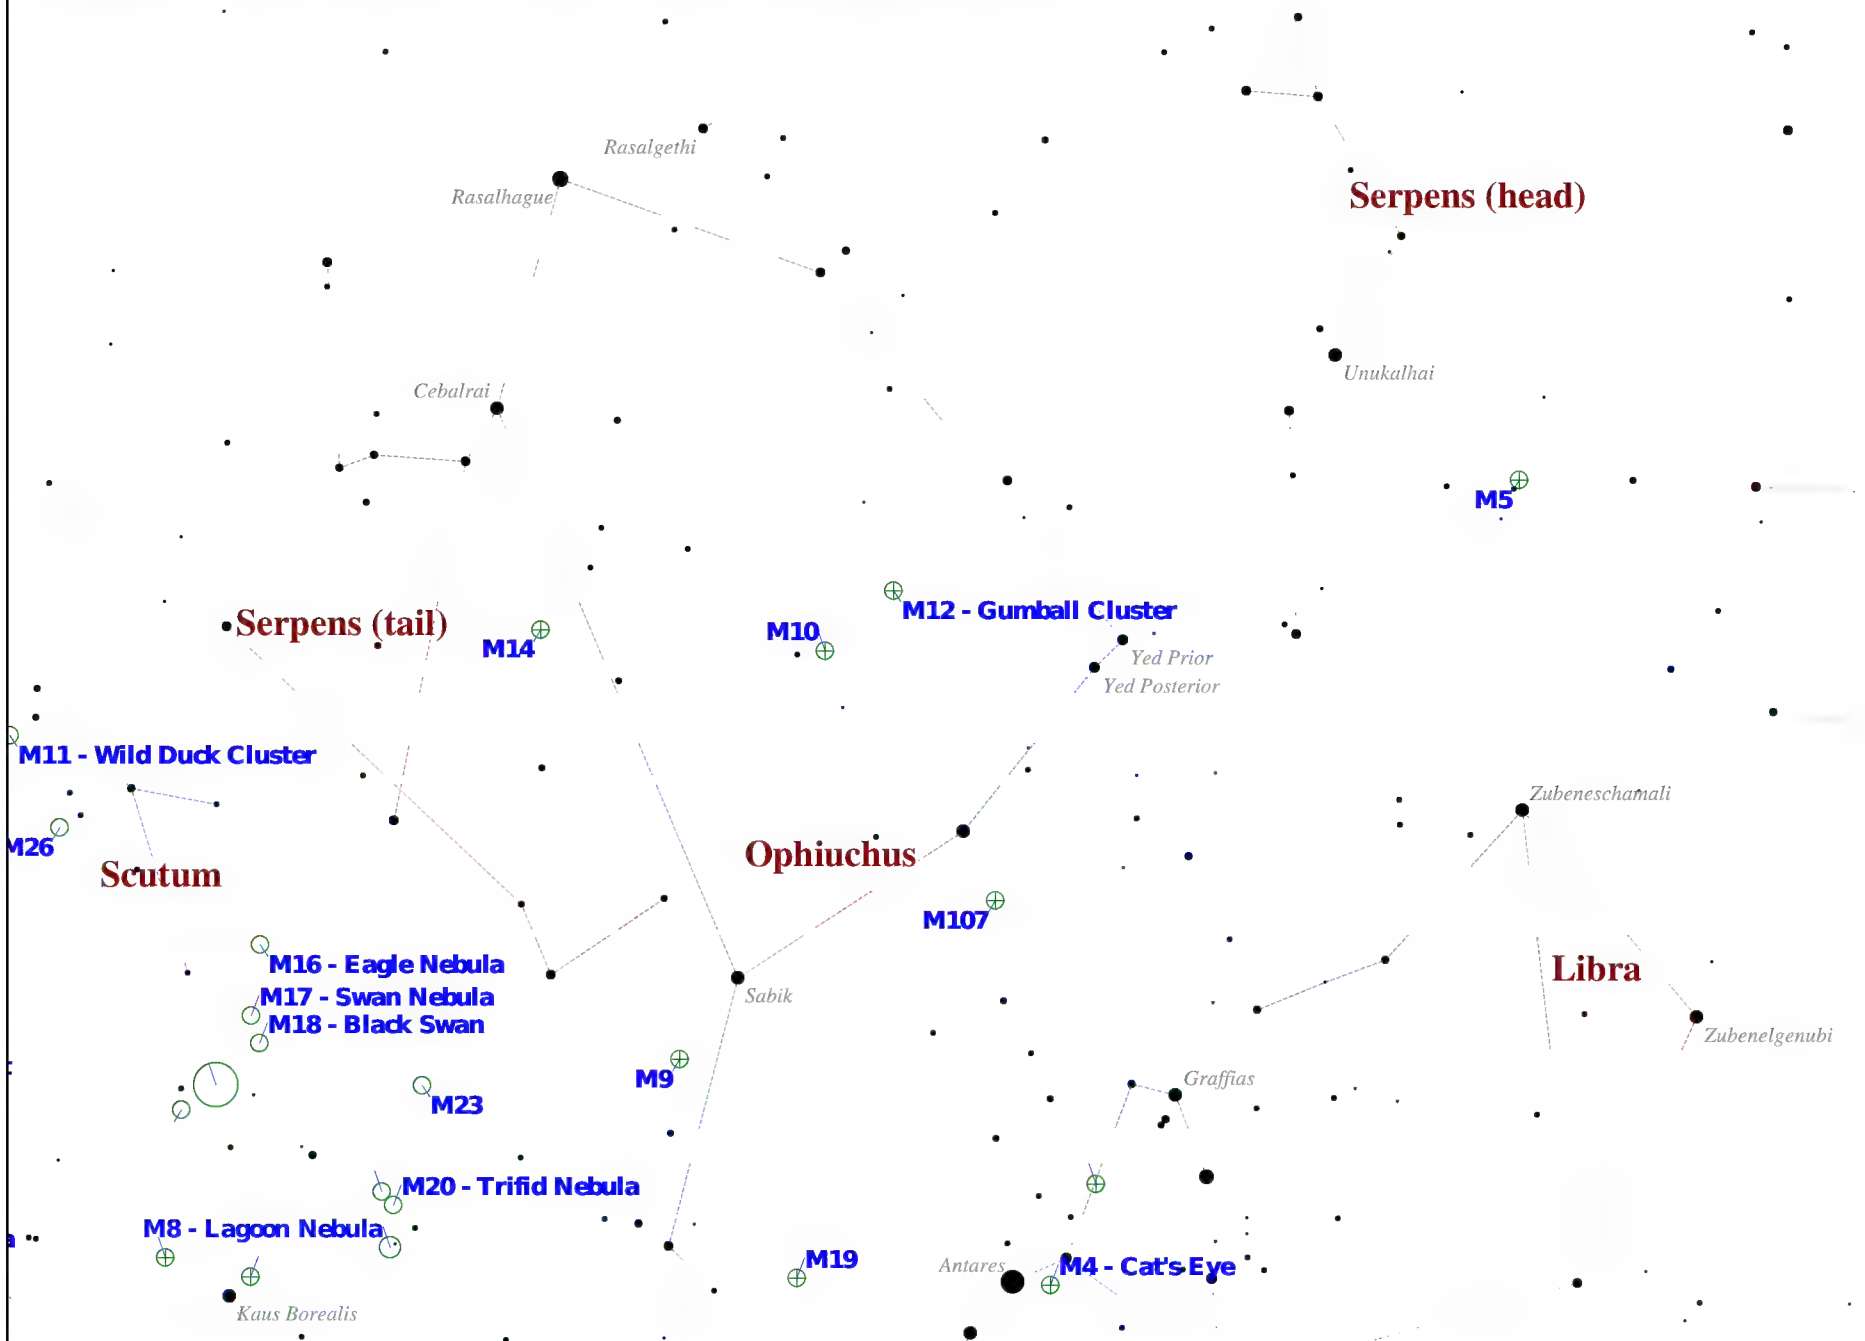 Rasalgethi
Rasalhague
Serpens (head)
Unukalhai
Cebalrai
M5
M12 - Gumball Cluster
Serpens (tail)
M14
M10
Yed Prior
Yed Posterior
M11 - Wild Duck Cluster
Zubeneschamali
M26
Ophiuchus
Scutum
M107
M16 - Eagle Nebula
Libra
M17 - Swan Nebula
Sabik
M18 - Black Swan
Zubenelgenubi
M9
Graffias
M23
M20 - Trifid Nebula
M8 - Lagoon Nebula
M19
Antares
M4 - Cat's Eye
Kaus Borealis